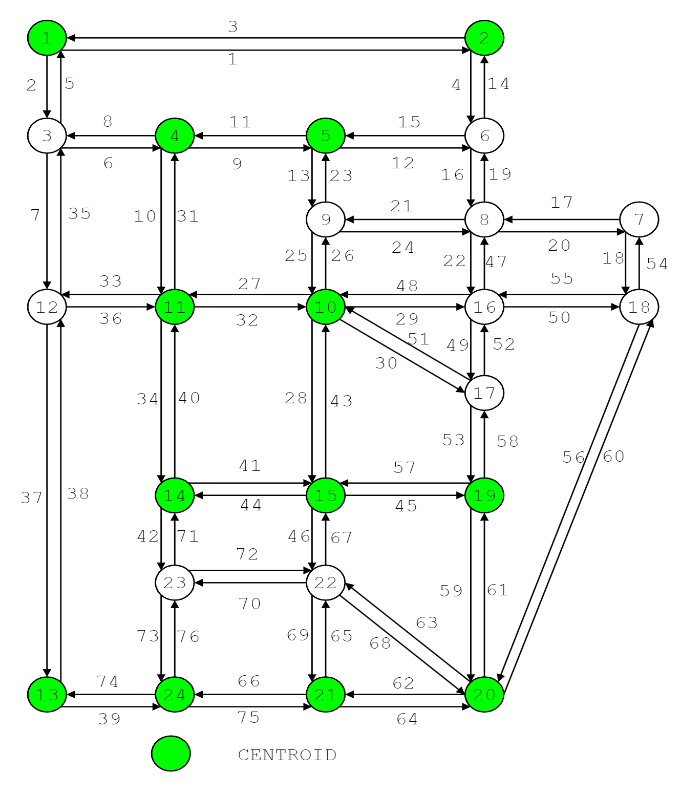 3
1 2
1
2 5 4 14
8 11 15
3 4 5 6
6 9 12
13 23 16 19
17
7 35 10 31 21
9 8 7
24 20
25 26 22 47 18 54
33 27 48 55
12 11 10 16 18
36 32 29 50
51
30 49 52
17
34 40 28 43
53 58
56 60
41 57
37 38 14 15 19
44 45
42 71 46 67
72
23 22
70 59 61
63
73 76 69 65 68
74 66 62
13 24 21 20
39 75 64
CENTROID